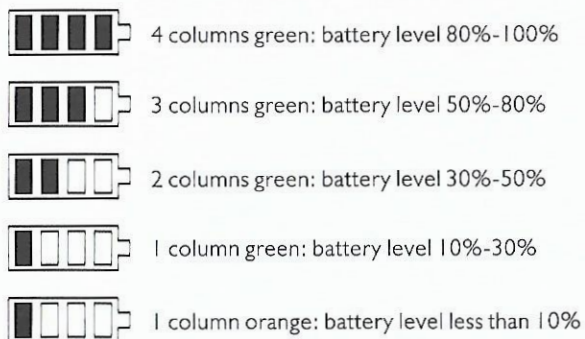 4 columns green: battery level 80%-100%
3 columns green: battery level 50%-80%
2 columns green: battery level 30%-50%
1 column green: battery level 10%-30%
1 column orange: battery level less than 10%